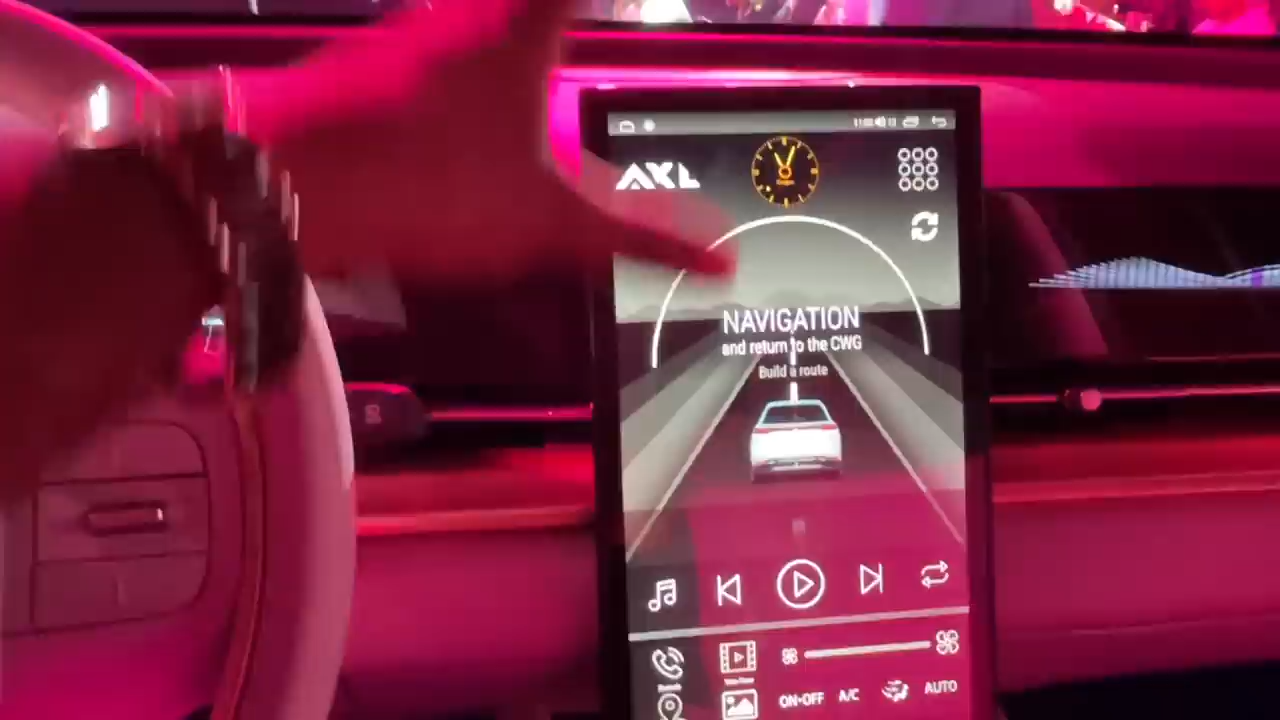 AXL
NAVIGATION
and return to the CWG
Build a route
ON•OFF
A/C
AUTO